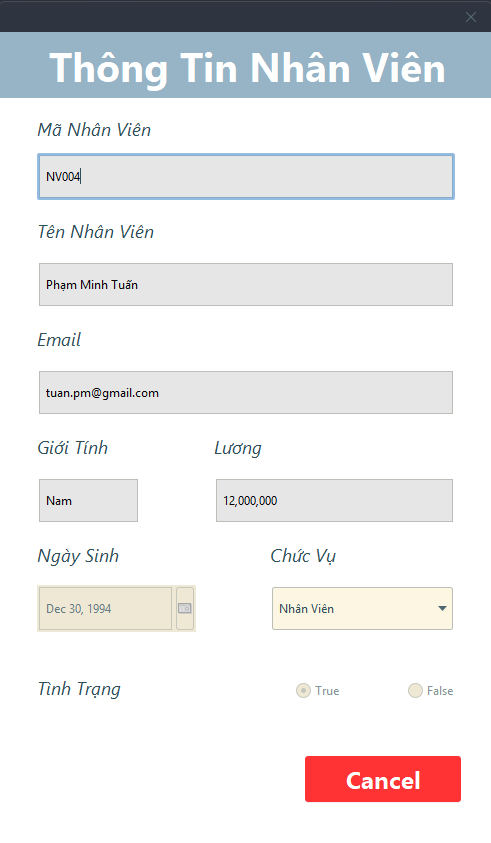 Thông Tin Nhân Viên
Mã Nhân Viên
NV004
Tên Nhân Viên
Phạm Minh Tuấn
Email
tuan.pm@gmail.com
Giới Tính Lương
Nam 12,000,000
Ngày Sinh Chức Vụ
Dec 30, 1994 Nhân Viên
Tình Trạng True False
Cancel